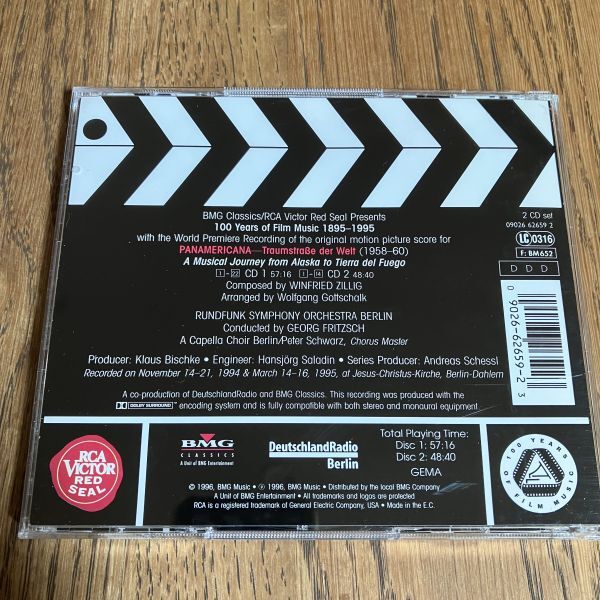 BMG Classics/RCA Victor Red Seal Presents
100 Years of Film Music 1895–1995
with the World Premiere Recording of the original motion picture score for
PANAMERICANA—Traumstraße der Welt (1958–60)
A Musical Journey from Alaska to Tierra del Fuego
1-22 CD 1 57:16 1-14 CD 2 48:40
Composed by WINFRIED ZILLIG
Arranged by Wolfgang Gottschalk
RUNDFUNK SYMPHONY ORCHESTRA BERLIN
Conducted by GEORG FRITZSCH
A Capella Choir Berlin/Peter Schwarz, Chorus Master
Producer: Klaus Bischke • Engineer: Hansjörg Saladin • Series Producer: Andreas Schessl
Recorded on November 14–21, 1994 & March 14–16, 1995, at Jesus-Christus-Kirche, Berlin-Dahlem
2 CD set
09026 62659 2
LC 0316
F: BM652
D D D
0 9026-62659-2 3
A co-production of DeutschlandRadio and BMG Classics. This recording was produced with the
DOLBY SURROUND encoding system and is fully compatible with both stereo and monaural equipment.
RCA
VICTOR
RED
SEAL
BMG
CLASSICS
A Unit of BMG Entertainment
DeutschlandRadio
Berlin
Total Playing Time:
Disc 1: 57:16
Disc 2: 48:40
GEMA
100 YEARS OF FILM MUSIC
© 1996, BMG Music • ℗ 1996, BMG Music • Distributed by the local BMG Company
A Unit of BMG Entertainment • All trademarks and logos are protected
RCA is a registered trademark of General Electric Company, USA • Made in the E.C.